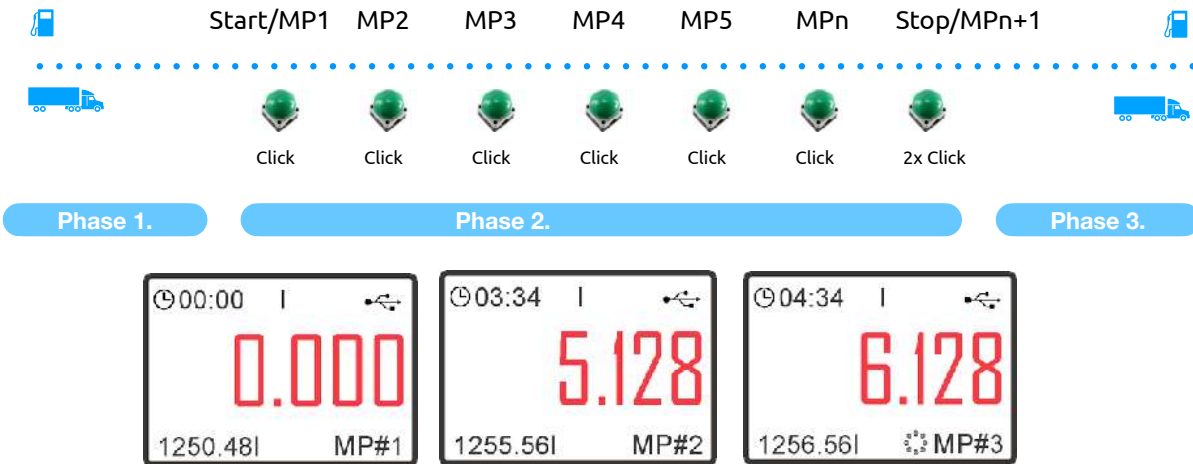 Start/MP1 MP2 MP3 MP4 MP5 MPn Stop/MPn+1
Click Click Click Click Click Click 2x Click
Phase 1. Phase 2. Phase 3.
00:00 l 03:34 l 04:34 l
0.000 5.128 6.128
1250.48l MP#1 1255.56l MP#2 1256.56l MP#3